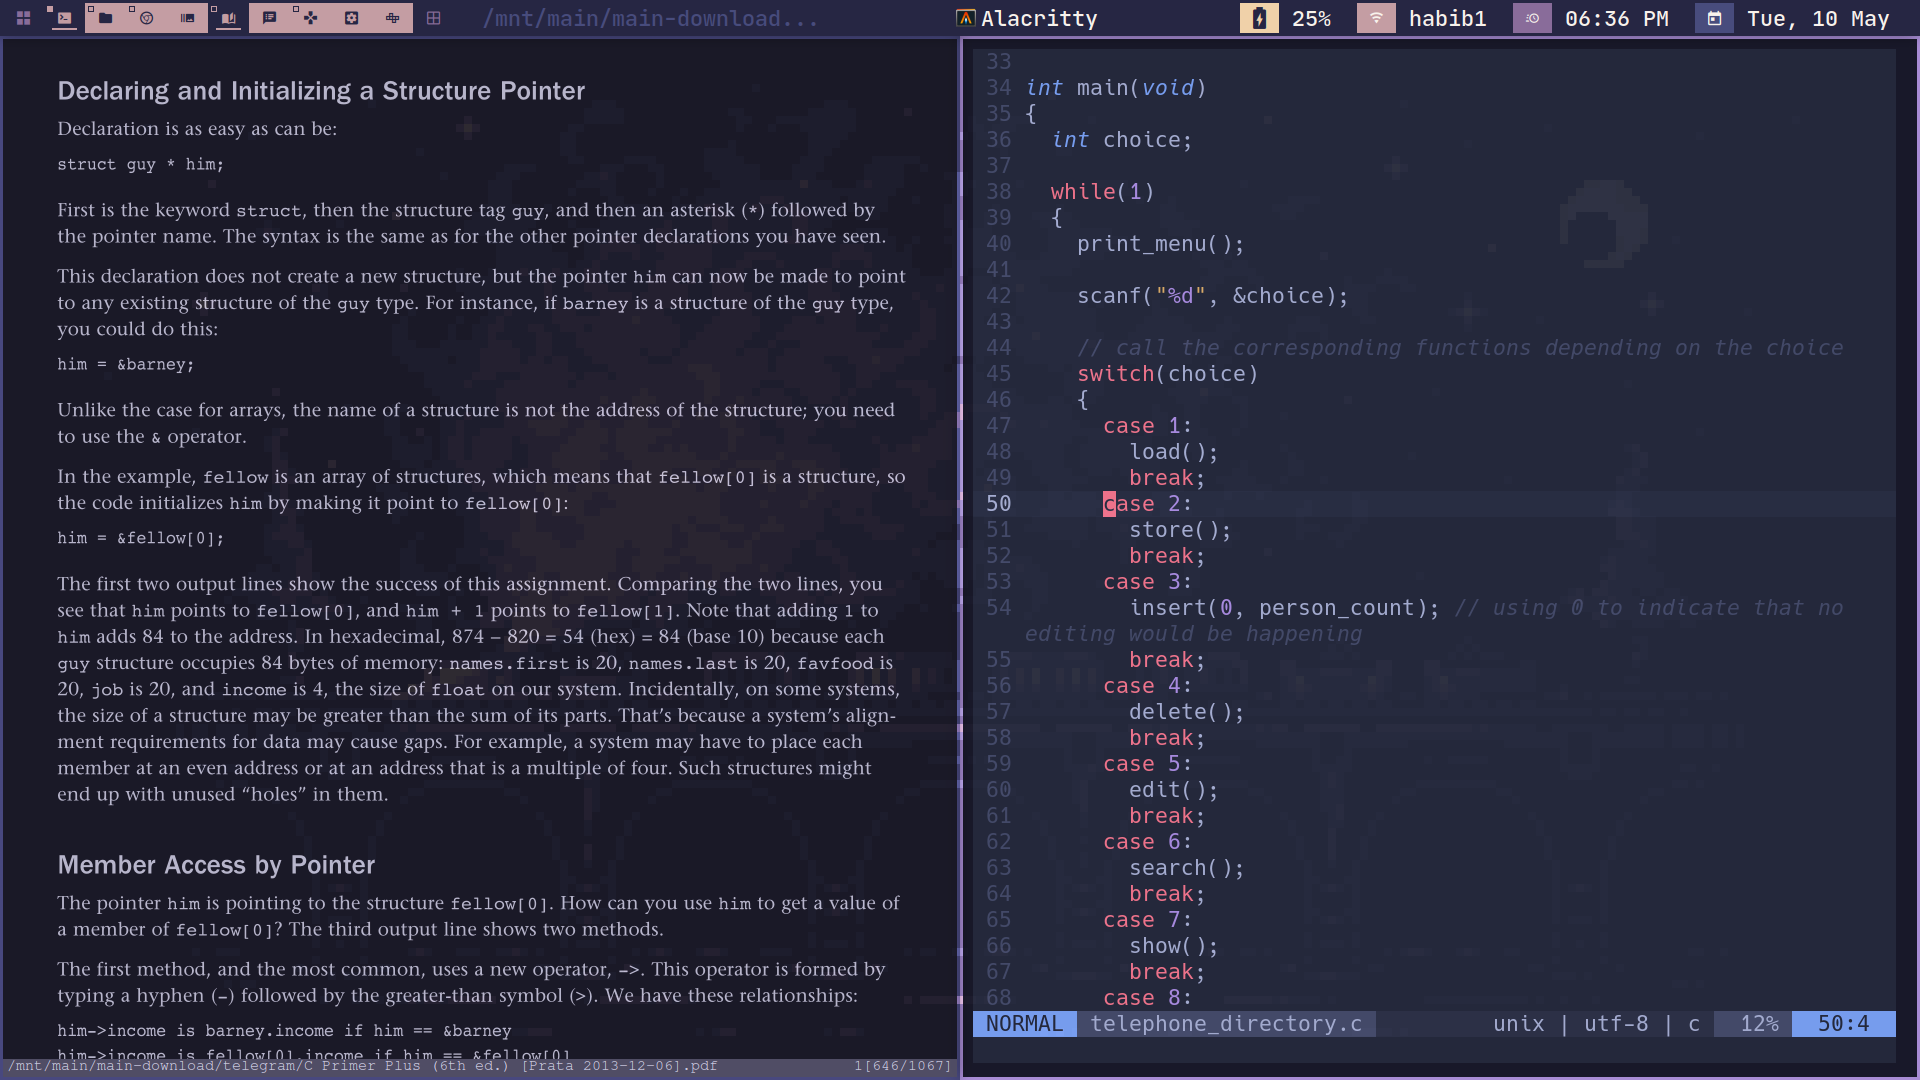 /mnt/main/main-download...
Alacritty
25%
habib1
06:36 PM
Tue, 10 May
Declaring and Initializing a Structure Pointer
Declaration is as easy as can be:
struct guy * him;
First is the keyword struct, then the structure tag guy, and then an asterisk (*) followed by
the pointer name. The syntax is the same as for the other pointer declarations you have seen.
This declaration does not create a new structure, but the pointer him can now be made to point
to any existing structure of the guy type. For instance, if barney is a structure of the guy type,
you could do this:
him = &barney;
Unlike the case for arrays, the name of a structure is not the address of the structure; you need
to use the & operator.
In the example, fellow is an array of structures, which means that fellow[0] is a structure, so
the code initializes him by making it point to fellow[0]:
him = &fellow[0];
The first two output lines show the success of this assignment. Comparing the two lines, you
see that him points to fellow[0], and him + 1 points to fellow[1]. Note that adding 1 to
him adds 84 to the address. In hexadecimal, 874 – 820 = 54 (hex) = 84 (base 10) because each
guy structure occupies 84 bytes of memory: names.first is 20, names.last is 20, favfood is
20, job is 20, and income is 4, the size of float on our system. Incidentally, on some systems,
the size of a structure may be greater than the sum of its parts. That's because a system's align-
ment requirements for data may cause gaps. For example, a system may have to place each
member at an even address or at an address that is a multiple of four. Such structures might
end up with unused “holes” in them.
Member Access by Pointer
The pointer him is pointing to the structure fellow[0]. How can you use him to get a value of
a member of fellow[0]? The third output line shows two methods.
The first method, and the most common, uses a new operator, –>. This operator is formed by
typing a hyphen (–) followed by the greater-than symbol (>). We have these relationships:
him->income is barney.income if him == &barney
him->income is fellow[0].income if him == &fellow[0]
/mnt/main/main-download/telegram/C Primer Plus (6th ed.) [Prata 2013-12-06].pdf
1[646/1067]
33
34 int main(void)
35 {
36 int choice;
37
38 while(1)
39 {
40 print_menu();
41
42 scanf("%d", &choice);
43
44 // call the corresponding functions depending on the choice
45 switch(choice)
46 {
47 case 1:
48 load();
49 break;
50 case 2:
51 store();
52 break;
53 case 3:
54 insert(0, person_count); // using 0 to indicate that no
editing would be happening
55 break;
56 case 4:
57 delete();
58 break;
59 case 5:
60 edit();
61 break;
62 case 6:
63 search();
64 break;
65 case 7:
66 show();
67 break;
68 case 8:
NORMAL telephone_directory.c unix | utf-8 | c 12% 50:4